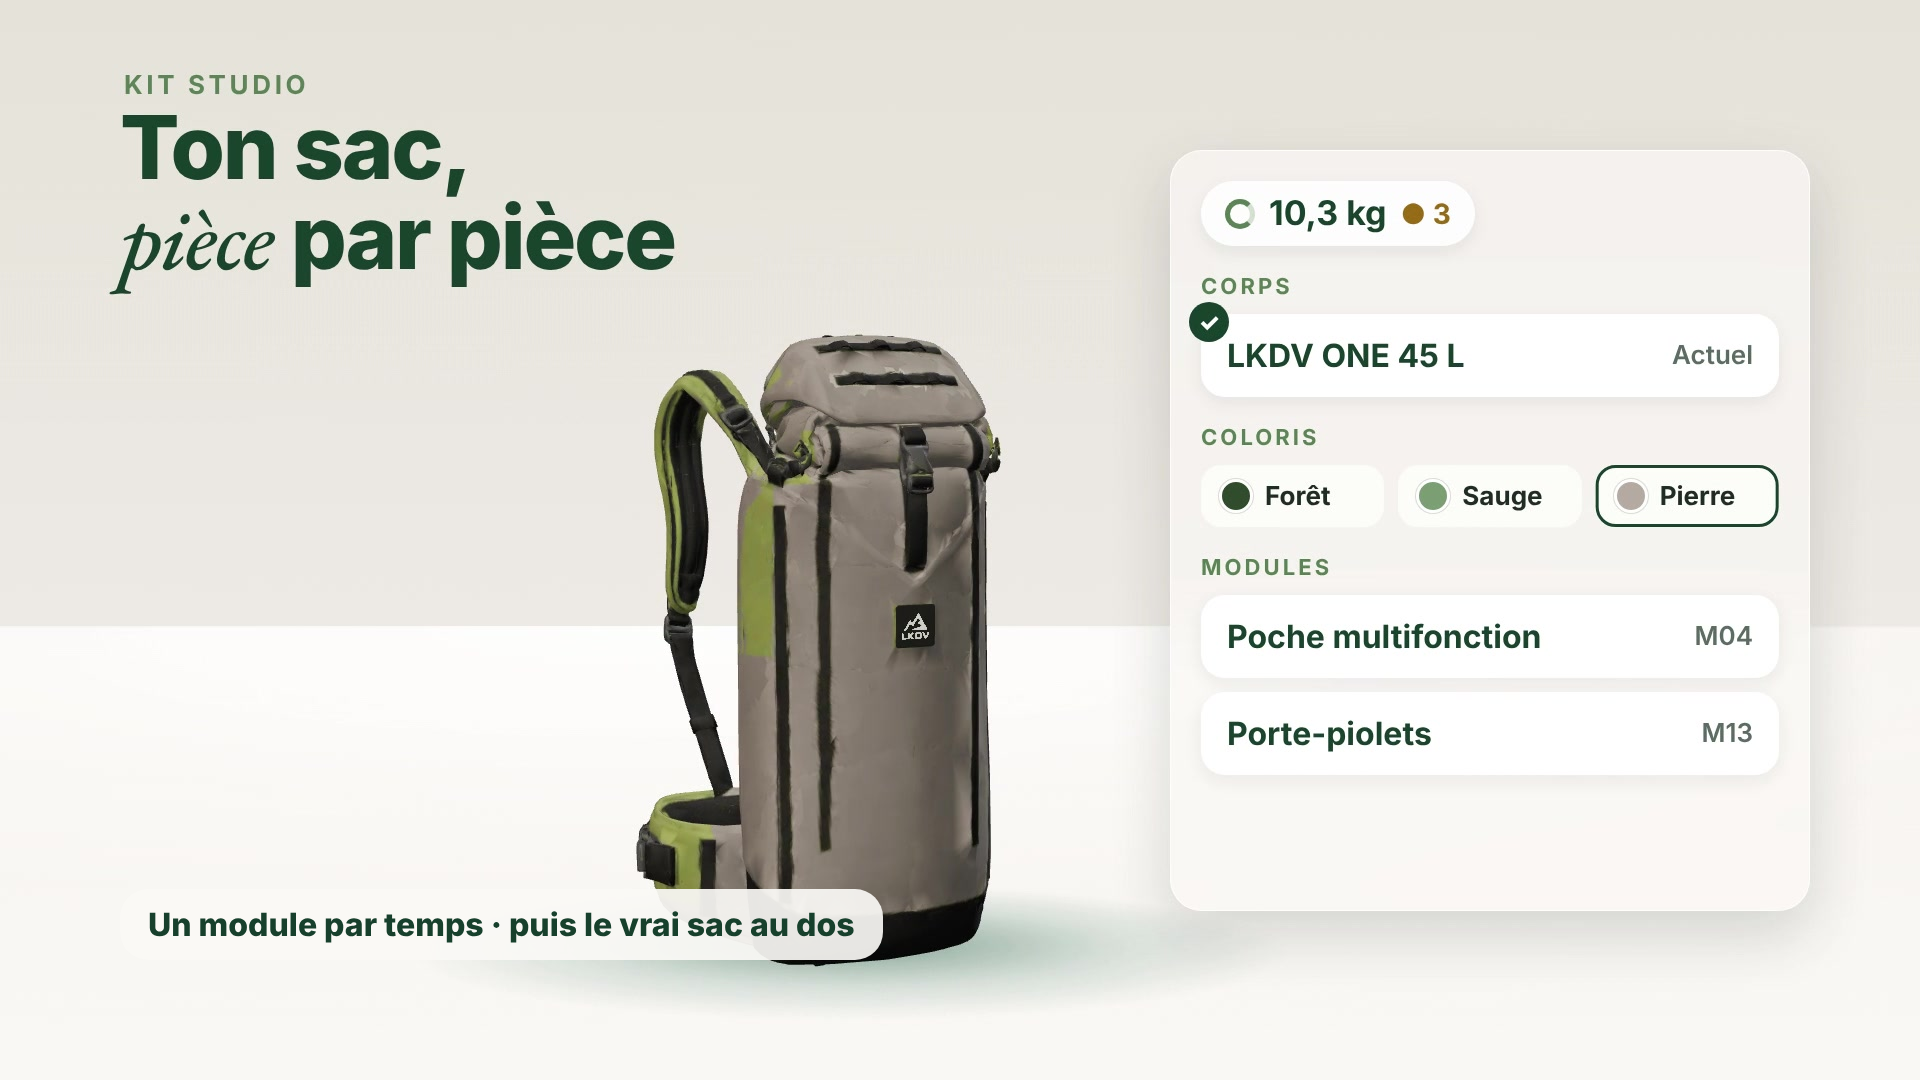 KIT STUDIO
Ton sac,
pièce par pièce
10,3 kg 3
CORPS
LKDV ONE 45 L Actuel
COLORIS
Forêt Sauge Pierre
MODULES
Poche multifonction M04
Porte-piolets M13
LKDV
Un module par temps · puis le vrai sac au dos